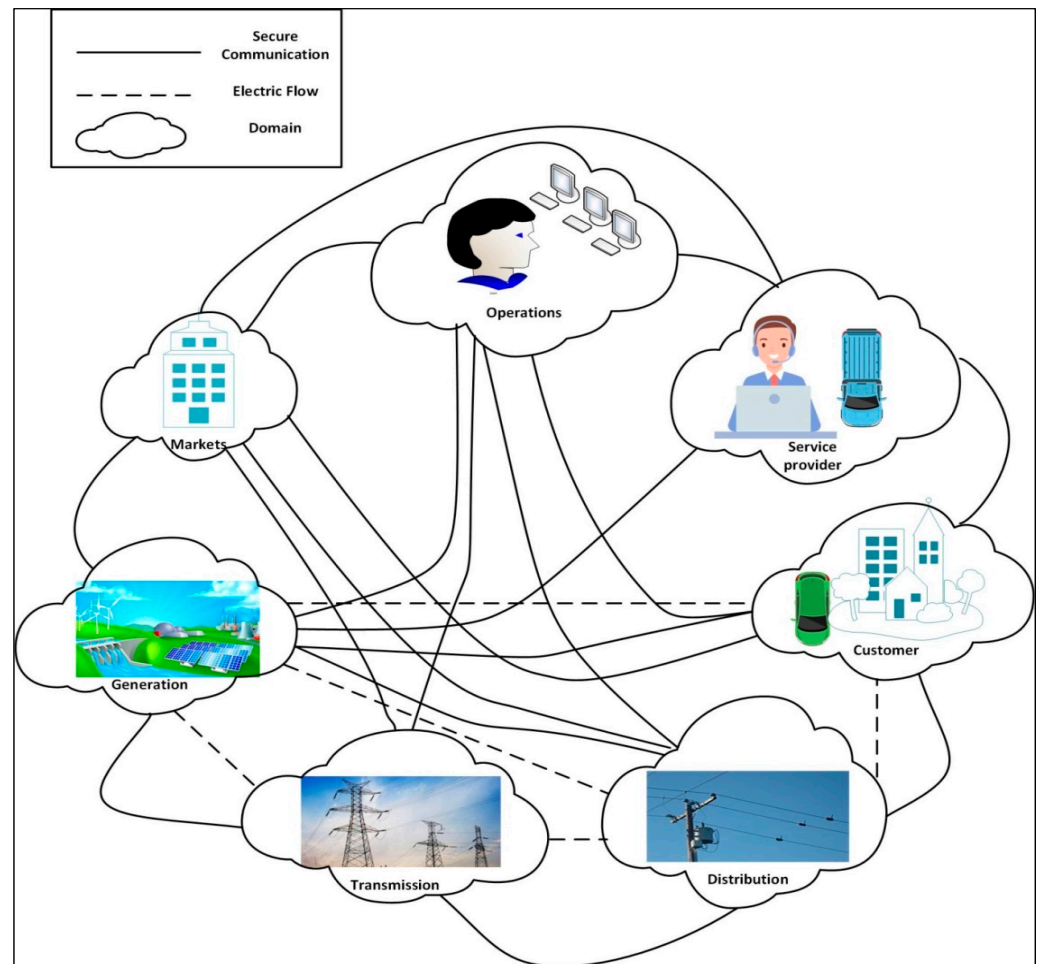 Secure
Communication
Electric Flow
Domain
Operations
Markets
Service
provider
Customer
Generation
Transmission
Distribution